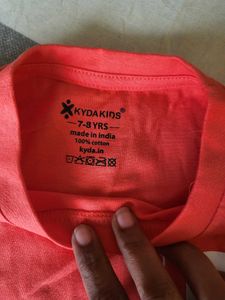 KYDAKIDS®
7-8 YRS
made in india
100% cotton
kyda.in